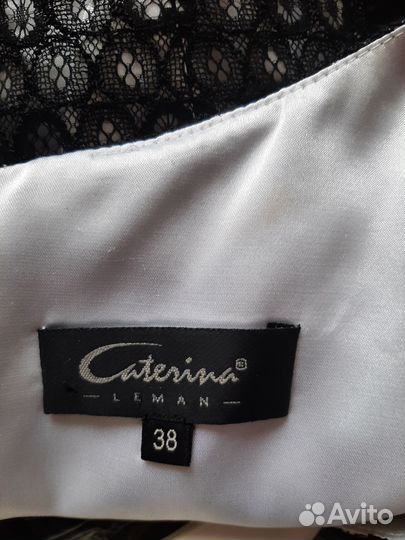 Caterina®
LEMAN
38
Avito